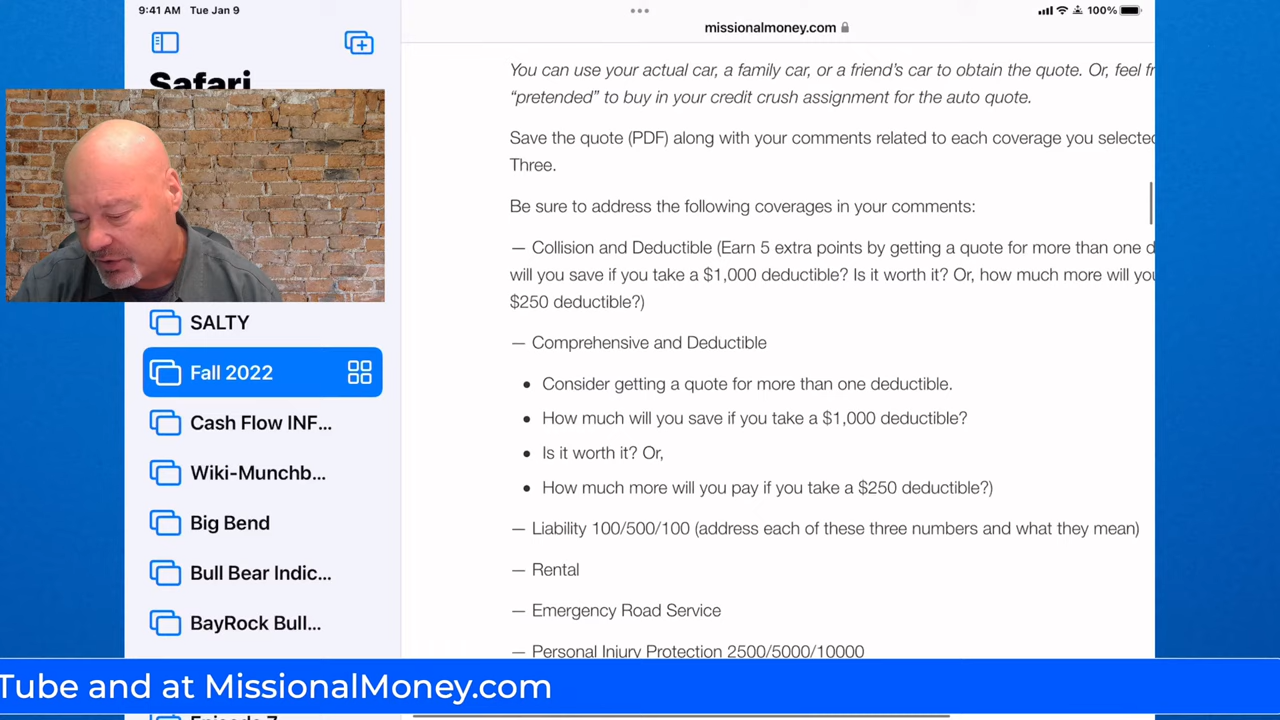 9:41 AM Tue Jan 9
100%
missionalmoney.com
Safari
SALTY
Fall 2022
Cash Flow INF...
Wiki-Munchb...
Big Bend
Bull Bear Indic...
BayRock Bull...
You can use your actual car, a family car, or a friend's car to obtain the quote. Or, feel
“pretended” to buy in your credit crush assignment for the auto quote.
Save the quote (PDF) along with your comments related to each coverage you selected
Three.
Be sure to address the following coverages in your comments:
— Collision and Deductible (Earn 5 extra points by getting a quote for more than one
will you save if you take a $1,000 deductible? Is it worth it? Or, how much more will
$250 deductible?)
— Comprehensive and Deductible
• Consider getting a quote for more than one deductible.
• How much will you save if you take a $1,000 deductible?
• Is it worth it? Or,
• How much more will you pay if you take a $250 deductible?)
— Liability 100/500/100 (address each of these three numbers and what they mean)
— Rental
— Emergency Road Service
— Personal Injury Protection 2500/5000/10000
Tube and at MissionalMoney.com